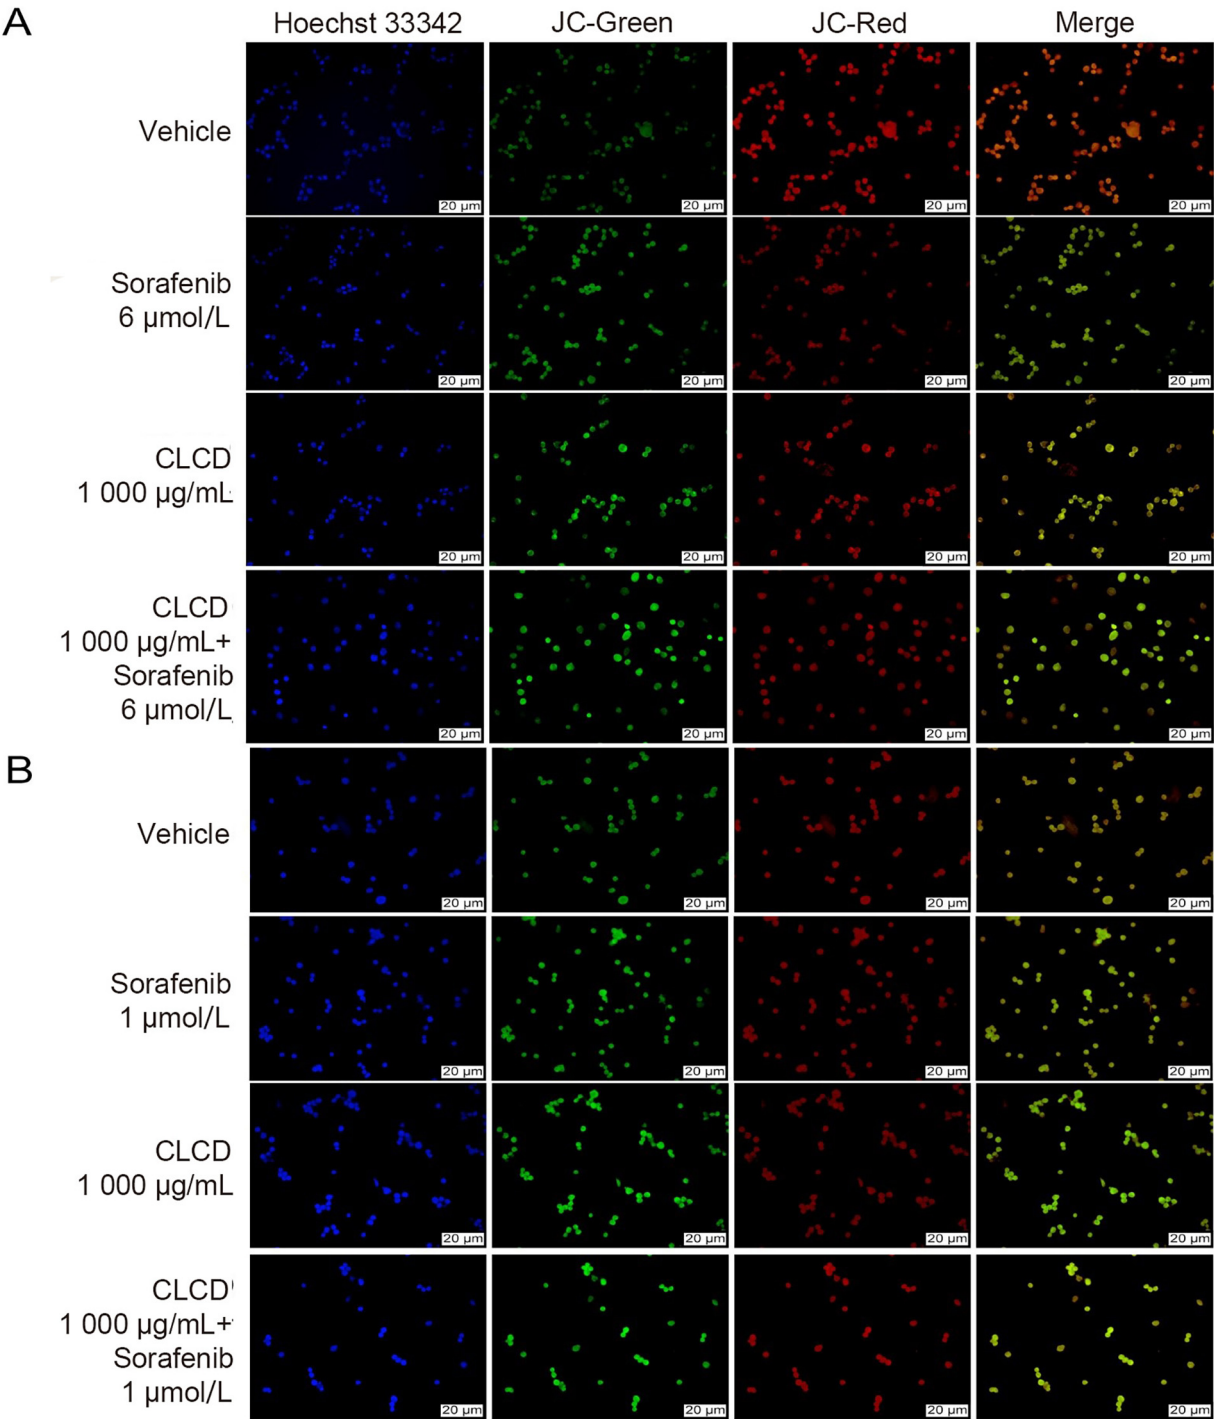 A
Hoechst 33342 JC-Green JC-Red Merge
Vehicle
20 µm 20 µm 20 µm 20 µm
Sorafenib
6 µmol/L
20 µm 20 µm 20 µm 20 µm
CLCD
1 000 µg/mL
20 µm 20 µm 20 µm 20 µm
CLCD
1 000 µg/mL+
Sorafenib
6 µmol/L
20 µm 20 µm 20 µm 20 µm
B
Vehicle
20 µm 20 µm 20 µm 20 µm
Sorafenib
1 µmol/L
20 µm 20 µm 20 µm 20 µm
CLCD
1 000 µg/mL
20 µm 20 µm 20 µm 20 µm
CLCD
1 000 µg/mL+
Sorafenib
1 µmol/L
20 µm 20 µm 20 µm 20 µm